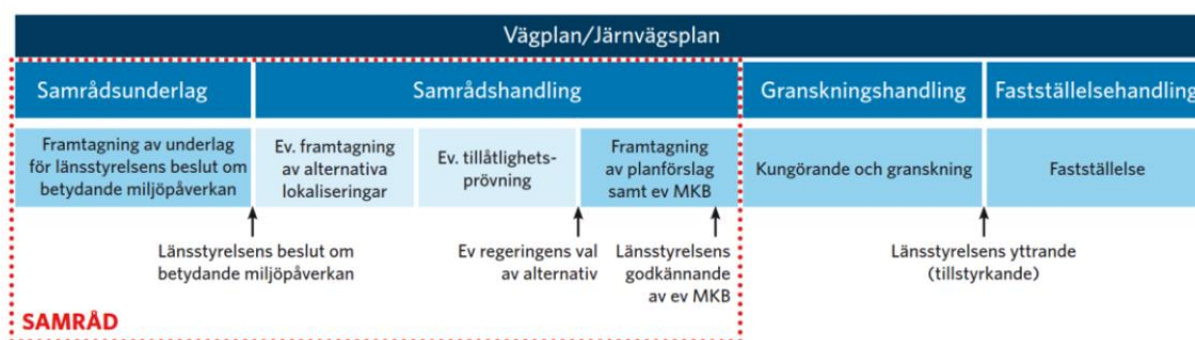 Vägplan/Järnvägsplan
Samrådsunderlag
Samrådshandling
Granskningshandling
Fastställelsehandling
Framtagning av underlag
för länsstyrelsens beslut om
betydande miljöpåverkan
Ev. framtagning
av alternativa
lokaliseringar
Ev. tillåtlighets-
prövning
Framtagning
av planförslag
samt ev MKB
Kungörande och granskning
Fastställelse
Länsstyrelsens beslut om
betydande miljöpåverkan
Ev regeringens val
av alternativ
Länsstyrelsens
godkännande
av ev MKB
Länsstyrelsens yttrande
(tillstyrkande)
SAMRÅD